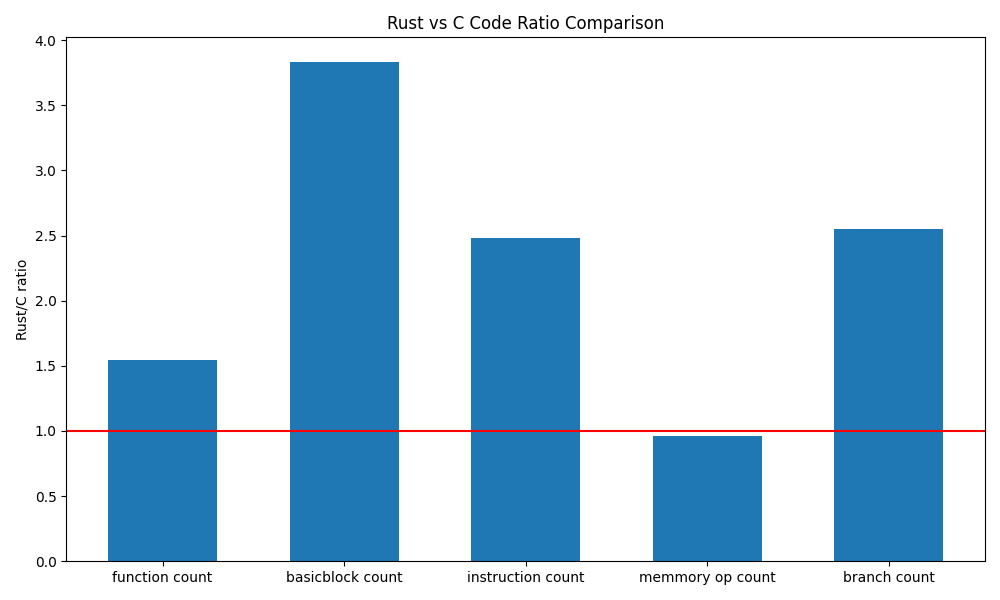 Rust vs C Code Ratio Comparison
4.0
3.5
3.0
2.5
2.0
1.5
1.0
0.5
0.0
Rust/C ratio
function count
basicblock count
instruction count
memmory op count
branch count